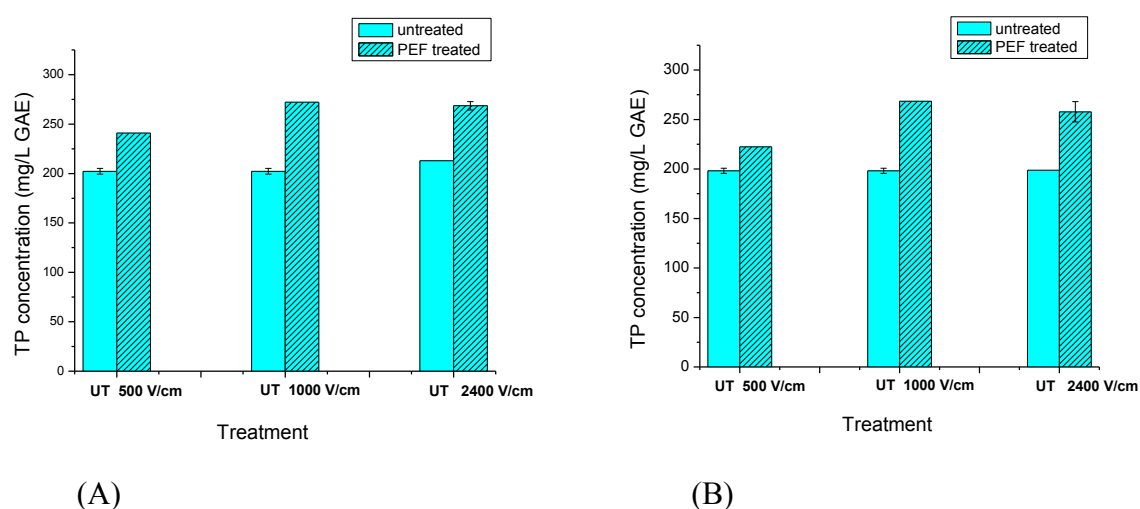 untreated
PEF treated
TP concentration (mg/L GAE)
300
250
200
150
100
50
0
UT 500 V/cm
UT 1000 V/cm
UT 2400 V/cm
Treatment
(A)
untreated
PEF treated
TP concentration (mg/L GAE)
300
250
200
150
100
50
0
UT 500 V/cm
UT 1000 V/cm
UT 2400 V/cm
Treatment
(B)